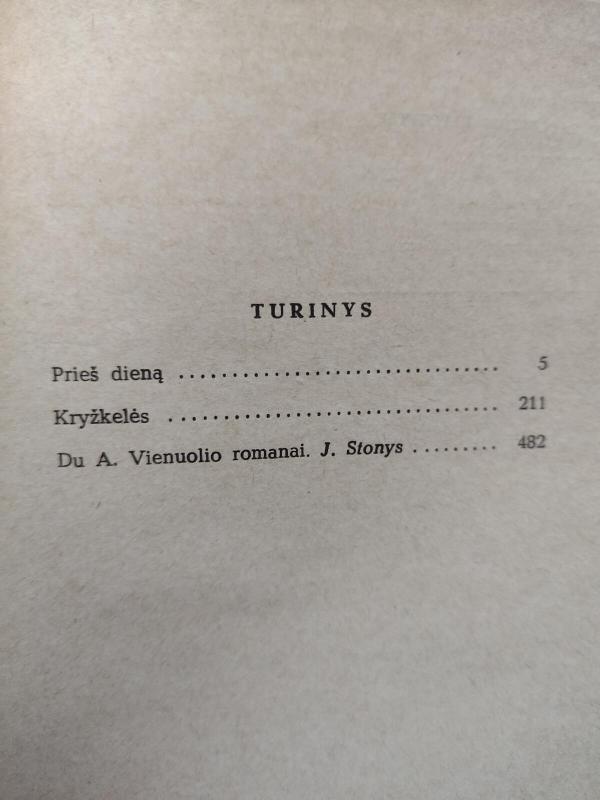 TURINYS
Prieš dieną ................................ 5
Kryžkelės ................................. 211
Du A. Vienuolio romanai. J. Stonys ......... 482